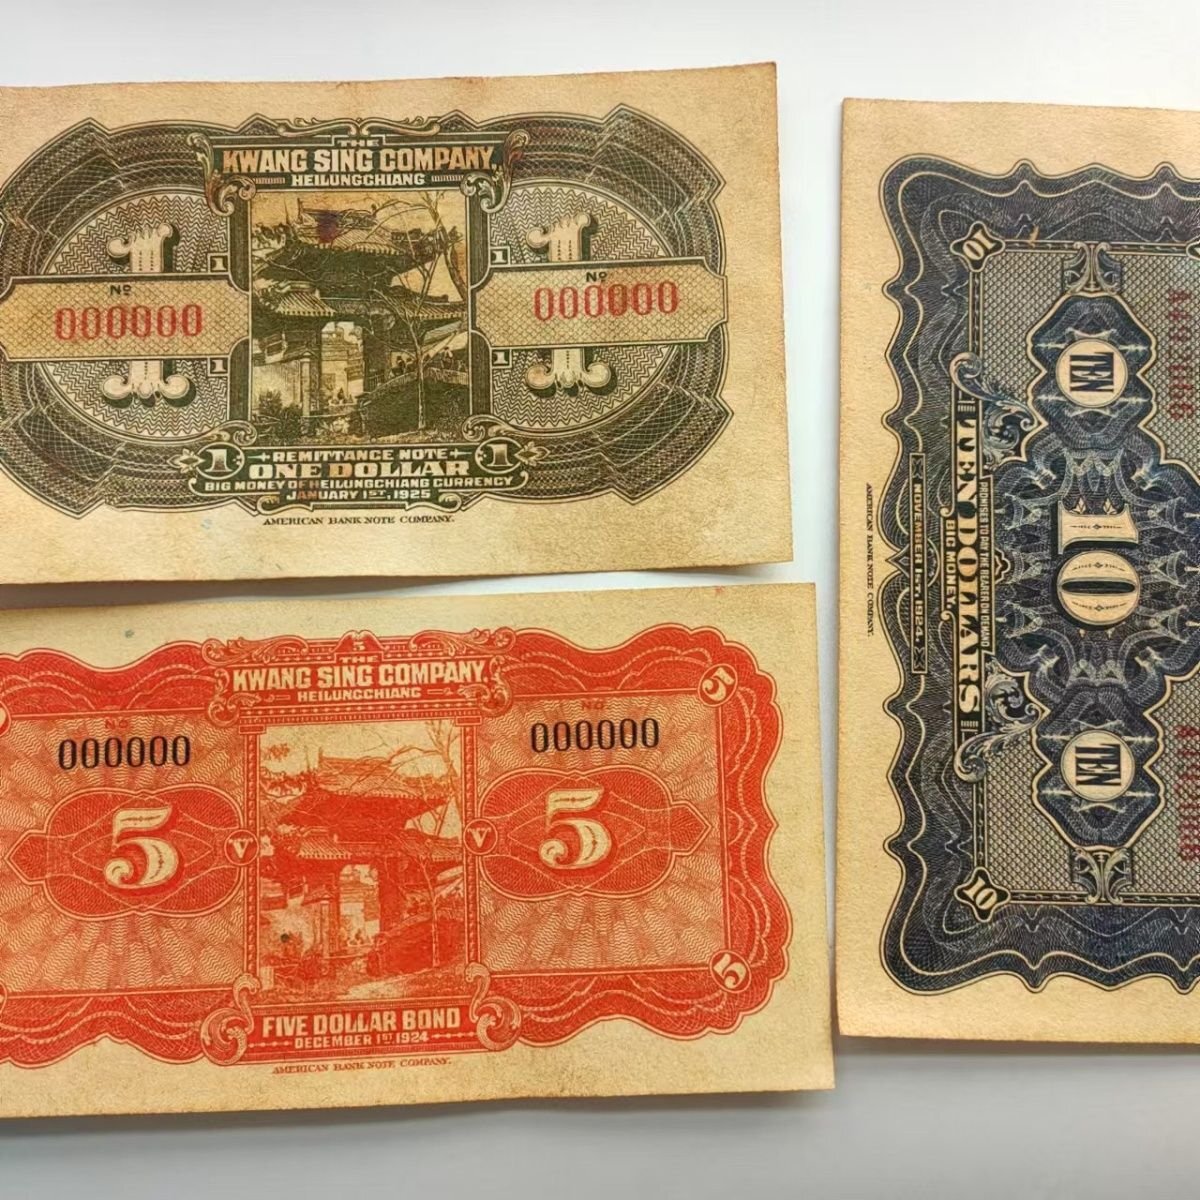 THE
KWANG SING COMPANY,
HEILUNGCHIANG
1 1
1 1
Nº Nº
000000 000000
1 1
1 REMITTANCE NOTE 1
ONE DOLLAR
BIG MONEY OF HEILUNGCHIANG CURRENCY
JANUARY 1ST, 1925
AMERICAN BANK NOTE COMPANY.
5
THE
KWANG SING COMPANY,
HEILUNGCHIANG
5
NO NO
000000 000000
5 V V 5
5
FIVE DOLLAR BOND
DECEMBER 1ST 1924
AMERICAN BANK NOTE COMPANY.
10 10
TEN 10 TEN
PROMISES TO PAY THE BEARER ON DEMAND
TEN DOLLARS
BIG MONEY.
NOVEMBER 1ST, 1924.
AMERICAN BANK NOTE COMPANY.